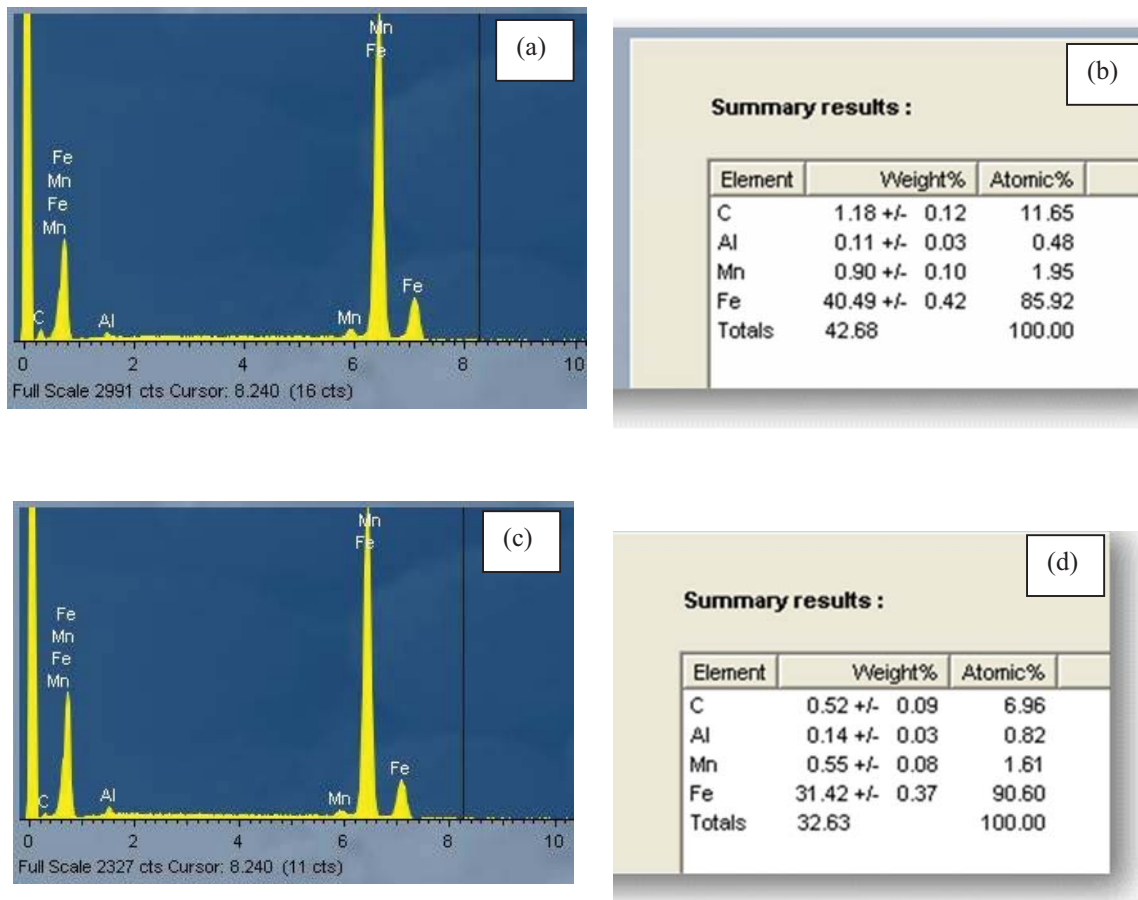 (a)
Mn
Fe
Fe
Mn
Fe
Mn
C
Al
Mn
Fe
0 2 4 6 8 10
Full Scale 2991 cts Cursor: 8.240 (16 cts)
(b)
Summary results :
Element Weight% Atomic%
C 1.18 +/- 0.12 11.65
Al 0.11 +/- 0.03 0.48
Mn 0.90 +/- 0.10 1.95
Fe 40.49 +/- 0.42 85.92
Totals 42.68 100.00
(c)
Mn
Fe
Fe
Mn
Fe
Mn
C
Al
Mn
Fe
0 2 4 6 8 10
Full Scale 2327 cts Cursor: 8.240 (11 cts)
(d)
Summary results :
Element Weight% Atomic%
C 0.52 +/- 0.09 6.96
Al 0.14 +/- 0.03 0.82
Mn 0.55 +/- 0.08 1.61
Fe 31.42 +/- 0.37 90.60
Totals 32.63 100.00